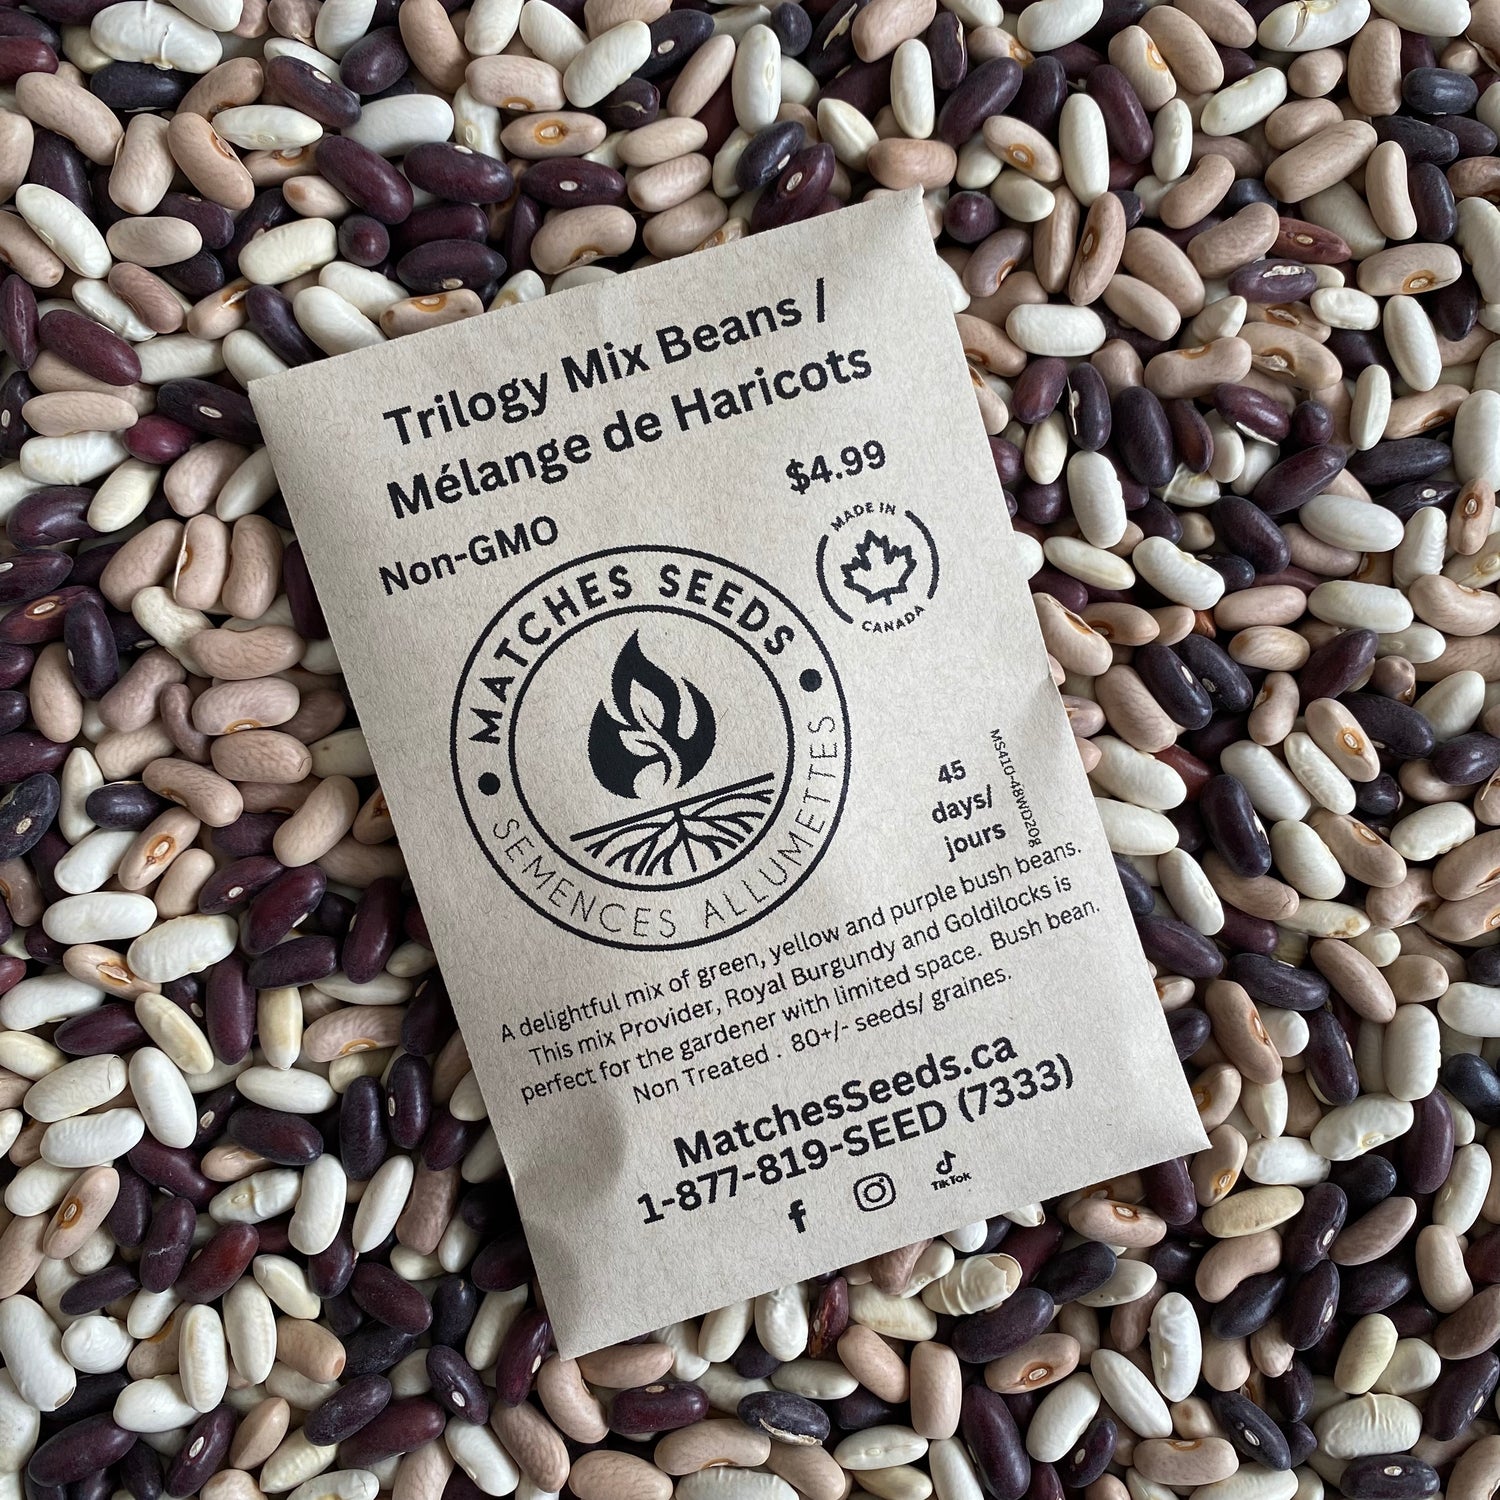 Trilogy Mix Beans /
Mélange de Haricots
$4.99
Non-GMO
MADE IN
CANADA
MATCHES SEEDS
SEMENCES ALLUMETTES
45
days/
jours
MS410-48WD20g
A delightful mix of green, yellow and purple bush beans.
This mix Provider, Royal Burgundy and Goldilocks is
perfect for the gardener with limited space. Bush bean.
Non Treated . 80+/- seeds/ graines.
MatchesSeeds.ca
1-877-819-SEED (7333)
TikTok